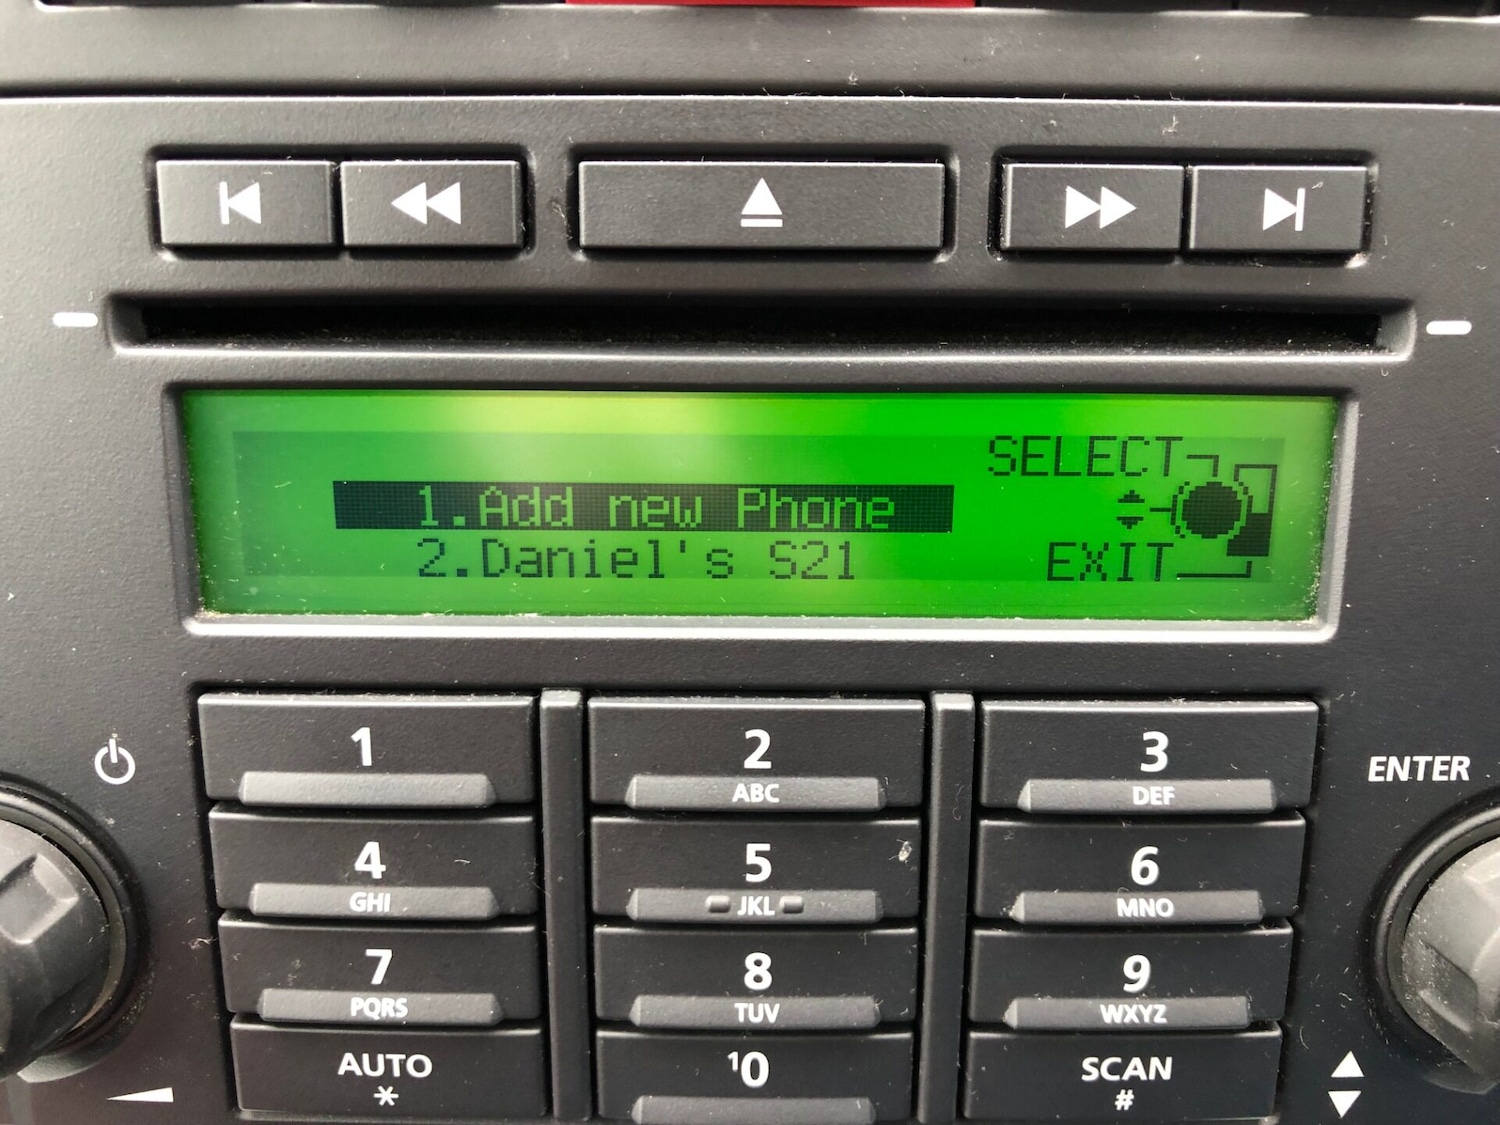 SELECT
1.Add new Phone
2.Daniel's S21
EXIT
1
2
ABC
3
DEF
ENTER
4
GHI
5
JKL
6
MNO
7
PQRS
8
TUV
9
WXYZ
AUTO
*
10
SCAN
#